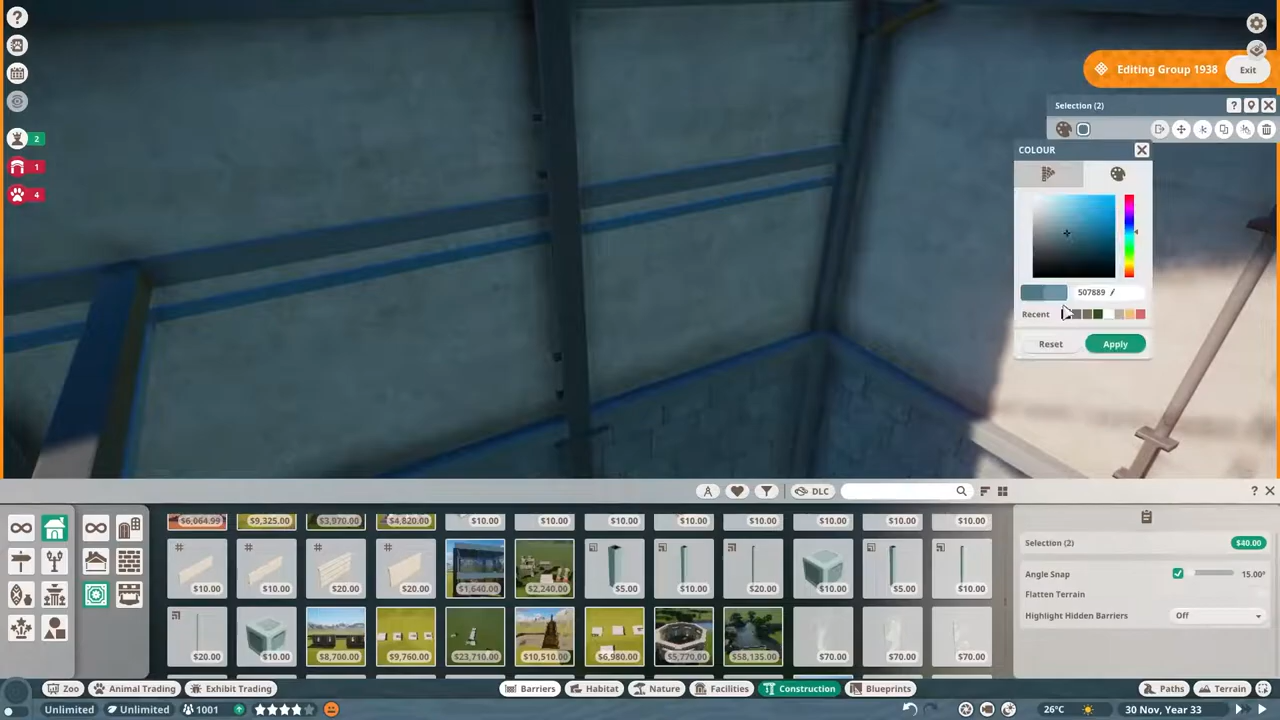 ?
Editing Group 1938
Exit
Selection (2)
?
2
COLOUR
1
4
507889 /
Recent
Reset
Apply
DLC
?
$6,064.99
$9,325.00
$3,970.00
$4,820.00
$10.00
$10.00
$10.00
$10.00
$10.00
$10.00
$10.00
$10.00
Selection (2)
$40.00
$10.00
$10.00
$20.00
$20.00
$1,640.00
$2,240.00
$5.00
$10.00
$20.00
$10.00
$5.00
$10.00
Angle Snap
15.00°
Flatten Terrain
Highlight Hidden Barriers
Off
$20.00
$10.00
$8,700.00
$9,760.00
$23,710.00
$10,510.00
$6,980.00
$5,770.00
$58,135.00
$70.00
$70.00
$70.00
Zoo
Animal Trading
Exhibit Trading
Barriers
Habitat
Nature
Facilities
Construction
Blueprints
Paths
Terrain
Unlimited
Unlimited
1001
26°C
30 Nov, Year 33